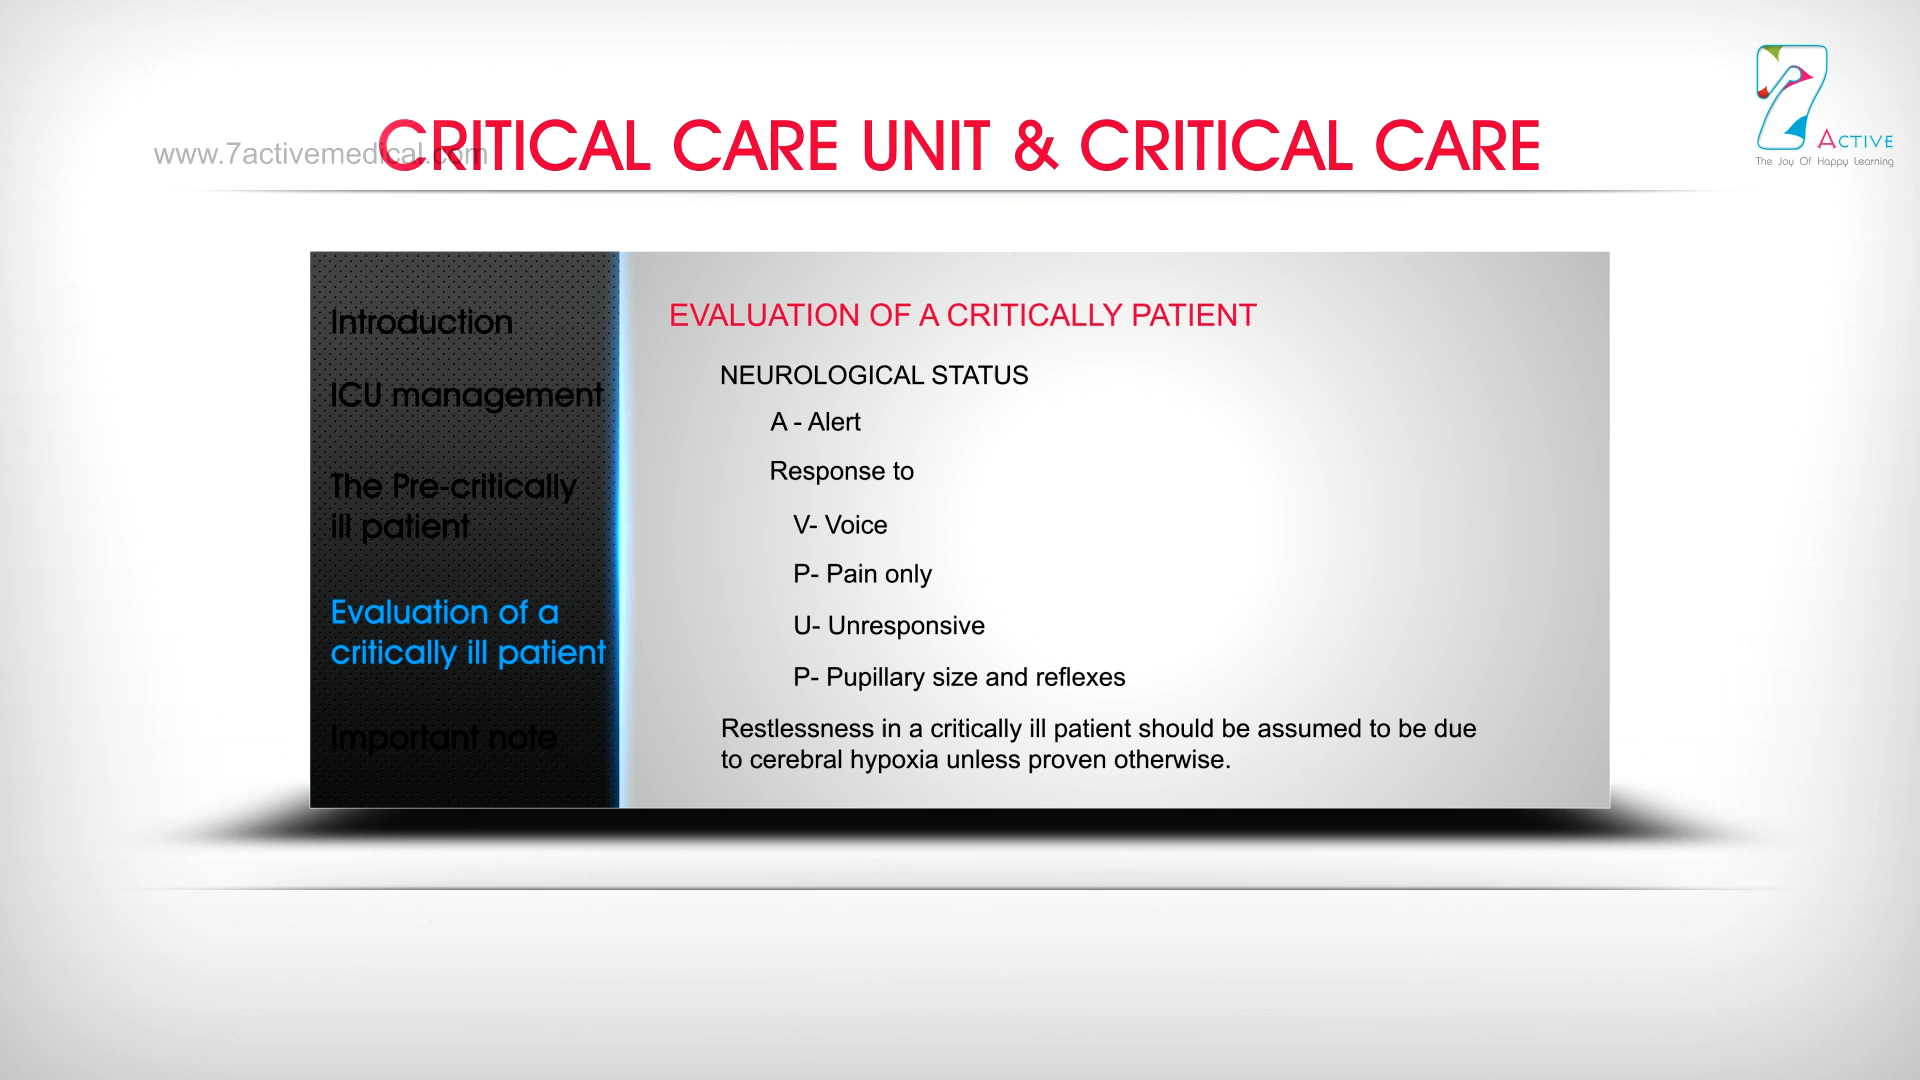 CRITICAL CARE UNIT & CRITICAL CARE
www.7activemedical.com
7 ACTIVE
The Joy Of Happy Learning
Introduction
ICU management
The Pre-critically
ill patient
Evaluation of a
critically ill patient
Important note
EVALUATION OF A CRITICALLY PATIENT
NEUROLOGICAL STATUS
A - Alert
Response to
V- Voice
P- Pain only
U- Unresponsive
P- Pupillary size and reflexes
Restlessness in a critically ill patient should be assumed to be due
to cerebral hypoxia unless proven otherwise.